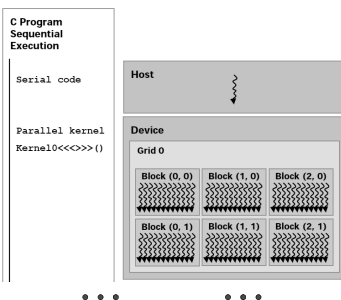 C Program
Sequential
Execution
Serial code
Host
Parallel kernel
Kernel0<<<>>>()
Device
Grid 0
Block (0, 0) Block (1, 0) Block (2, 0)
Block (0, 1) Block (1, 1) Block (2, 1)